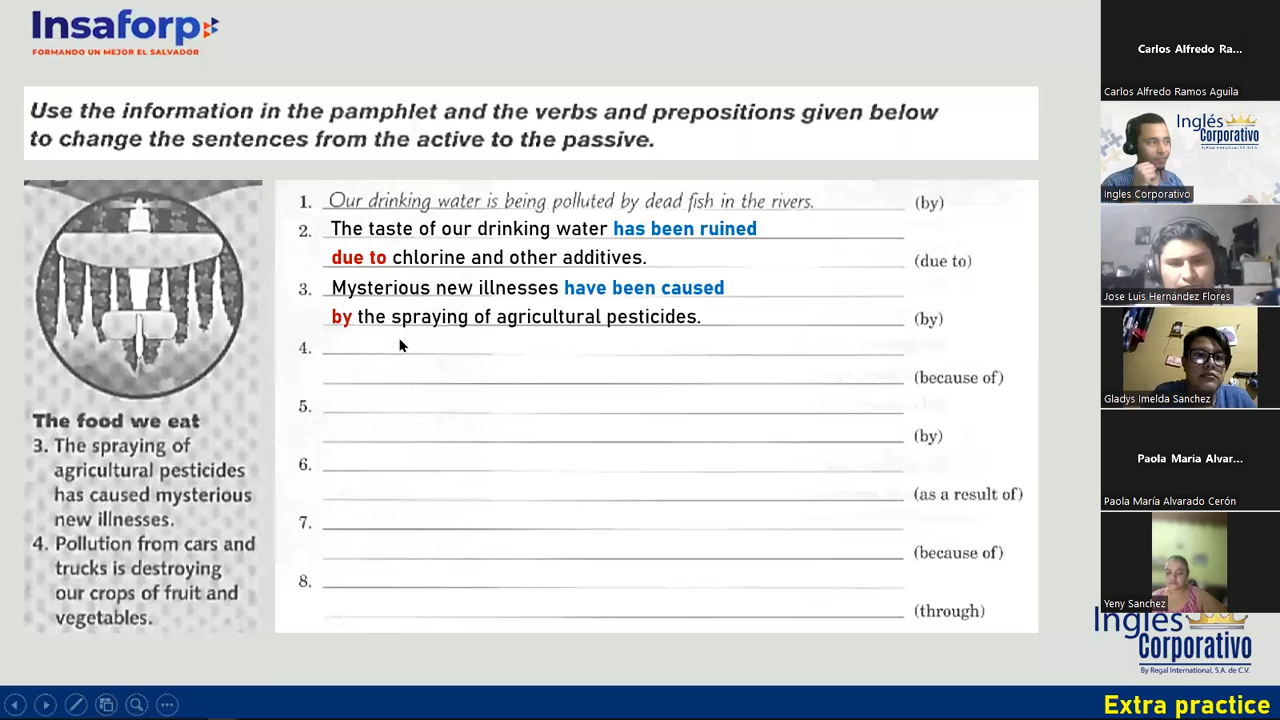 Insaforp
FORMANDO UN MEJOR EL SALVADOR
Use the information in the pamphlet and the verbs and prepositions given below
to change the sentences from the active to the passive.
The food we eat
3. The spraying of
agricultural pesticides
has caused mysterious
new illnesses.
4. Pollution from cars and
trucks is destroying
our crops of fruit and
vegetables.
1. Our drinking water is being polluted by dead fish in the rivers. (by)
2. The taste of our drinking water has been ruined
due to chlorine and other additives. (due to)
3. Mysterious new illnesses have been caused
by the spraying of agricultural pesticides. (by)
4.
(because of)
5.
(by)
6.
(as a result of)
7.
(because of)
8.
(through)
Carlos Alfredo Ra...
Carlos Alfredo Ramos Aguila
Inglés
Corporativo
Ingles Corporativo
Jose Luis Hernández Flores
Gladys Imelda Sanchez
Paola María Alvar...
Paola María Alvarado Cerón
Yeny Sanchez
Inglés
Corporativo
By Regal International, S.A. de C.V.
Extra practice